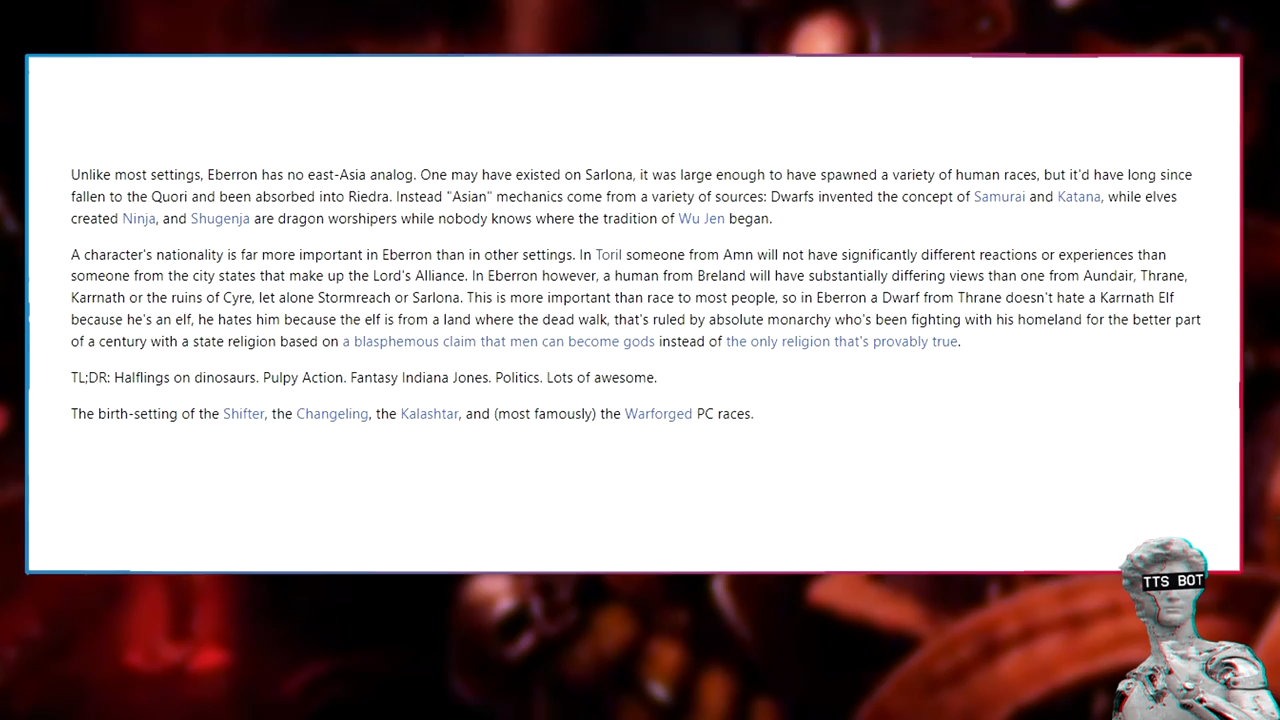 Unlike most settings, Eberron has no east-Asia analog. One may have existed on Sarlona, it was large enough to have spawned a variety of human races, but it'd have long since
fallen to the Quori and been absorbed into Riedra. Instead "Asian" mechanics come from a variety of sources: Dwarfs invented the concept of Samurai and Katana, while elves
created Ninja, and Shugenja are dragon worshipers while nobody knows where the tradition of Wu Jen began.
A character's nationality is far more important in Eberron than in other settings. In Toril someone from Amn will not have significantly different reactions or experiences than
someone from the city states that make up the Lord's Alliance. In Eberron however, a human from Breland will have substantially differing views than one from Aundair, Thrane,
Karrnath or the ruins of Cyre, let alone Stormreach or Sarlona. This is more important than race to most people, so in Eberron a Dwarf from Thrane doesn't hate a Karrnath Elf
because he's an elf, he hates him because the elf is from a land where the dead walk, that's ruled by absolute monarchy who's been fighting with his homeland for the better part
of a century with a state religion based on a blasphemous claim that men can become gods instead of the only religion that's provably true.
TL;DR: Halflings on dinosaurs. Pulpy Action. Fantasy Indiana Jones. Politics. Lots of awesome.
The birth-setting of the Shifter, the Changeling, the Kalashtar, and (most famously) the Warforged PC races.
TTS BOT